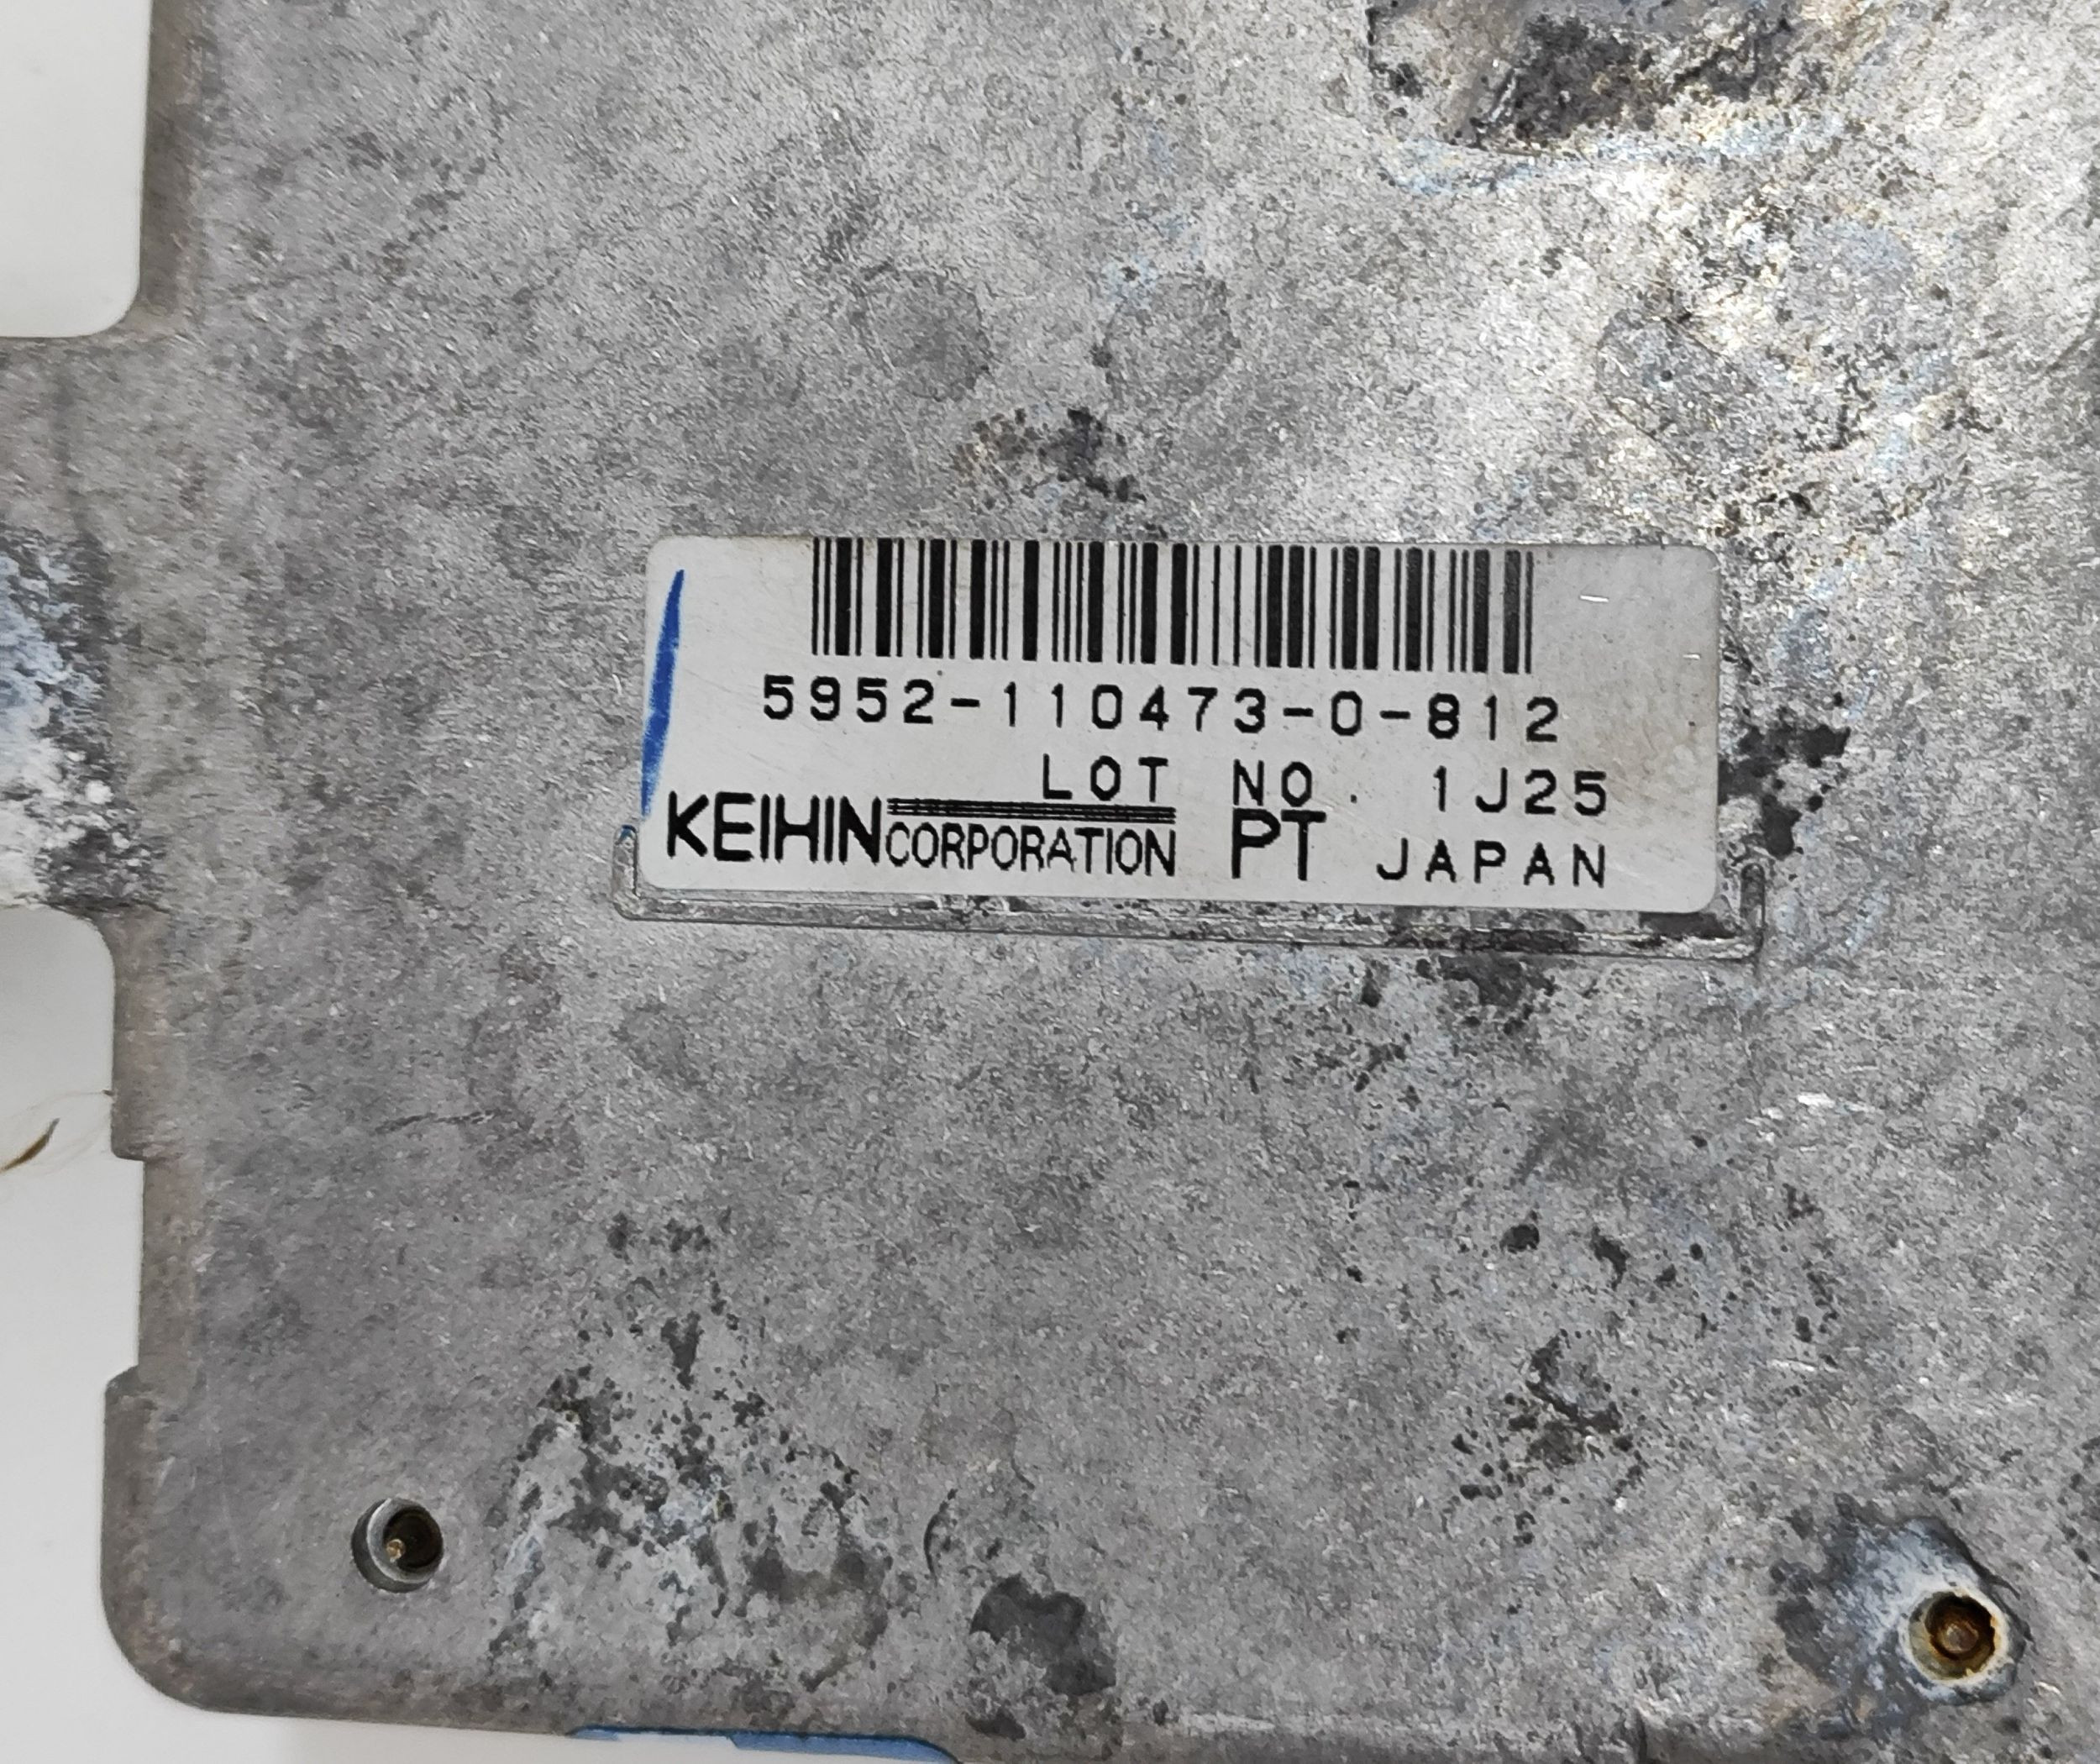 5952-110473-0-812
LOT NO. 1J25
KEIHIN CORPORATION PT JAPAN